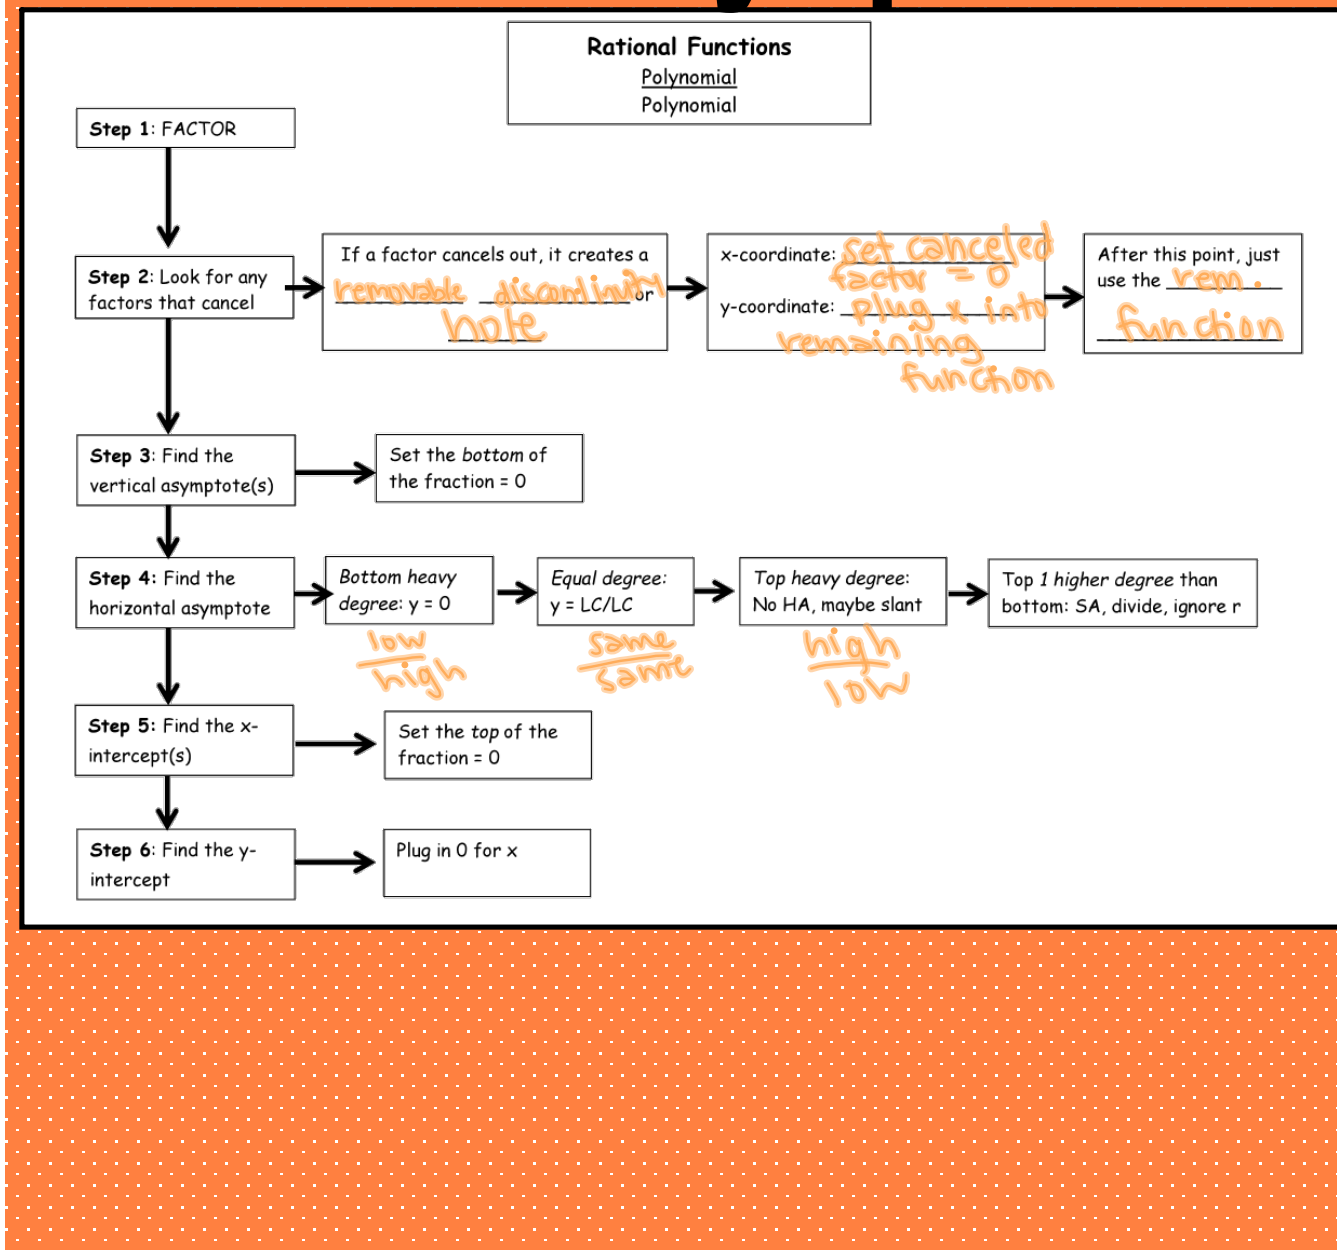 Rational Functions
Polynomial
Polynomial
Step 1: FACTOR
Step 2: Look for any
factors that cancel
If a factor cancels out, it creates a
removable discontinuity or
hole
x-coordinate: set canceled
factor = 0
y-coordinate: plug x into
remaining
function
After this point, just
use the rem.
function
Step 3: Find the
vertical asymptote(s)
Set the bottom of
the fraction = 0
Step 4: Find the
horizontal asymptote
Bottom heavy
degree: y = 0
low
high
Equal degree:
y = LC/LC
same
same
Top heavy degree:
No HA, maybe slant
high
low
Top 1 higher degree than
bottom: SA, divide, ignore r
Step 5: Find the x-
intercept(s)
Set the top of the
fraction = 0
Step 6: Find the y-
intercept
Plug in 0 for x